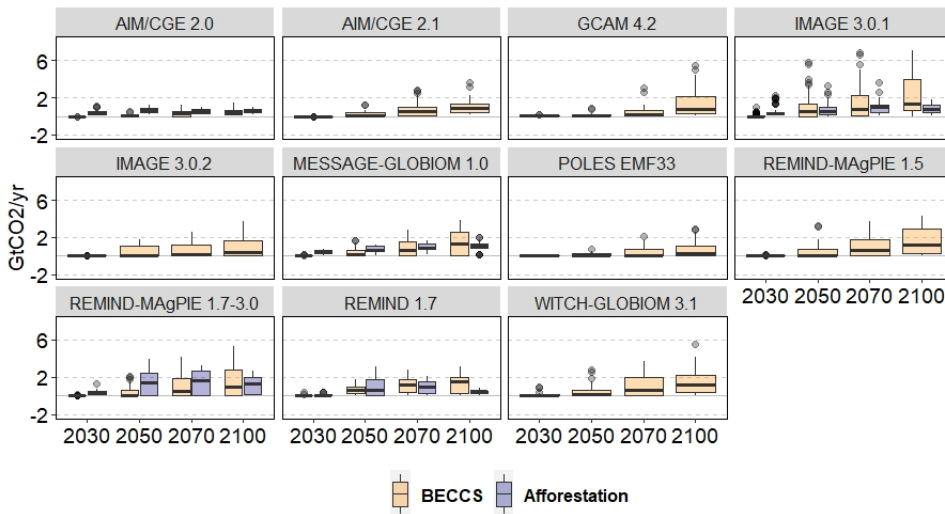 AIM/CGE 2.0 AIM/CGE 2.1 GCAM 4.2 IMAGE 3.0.1
6
2
-2
IMAGE 3.0.2 MESSAGE-GLOBIOM 1.0 POLES EMF33 REMIND-MAgPIE 1.5
6
2
-2
GtCO2/yr
2030 2050 2070 2100
REMIND-MAgPIE 1.7-3.0 REMIND 1.7 WITCH-GLOBIOM 3.1
6
2
-2
2030 2050 2070 2100 2030 2050 2070 2100 2030 2050 2070 2100
BECCS Afforestation